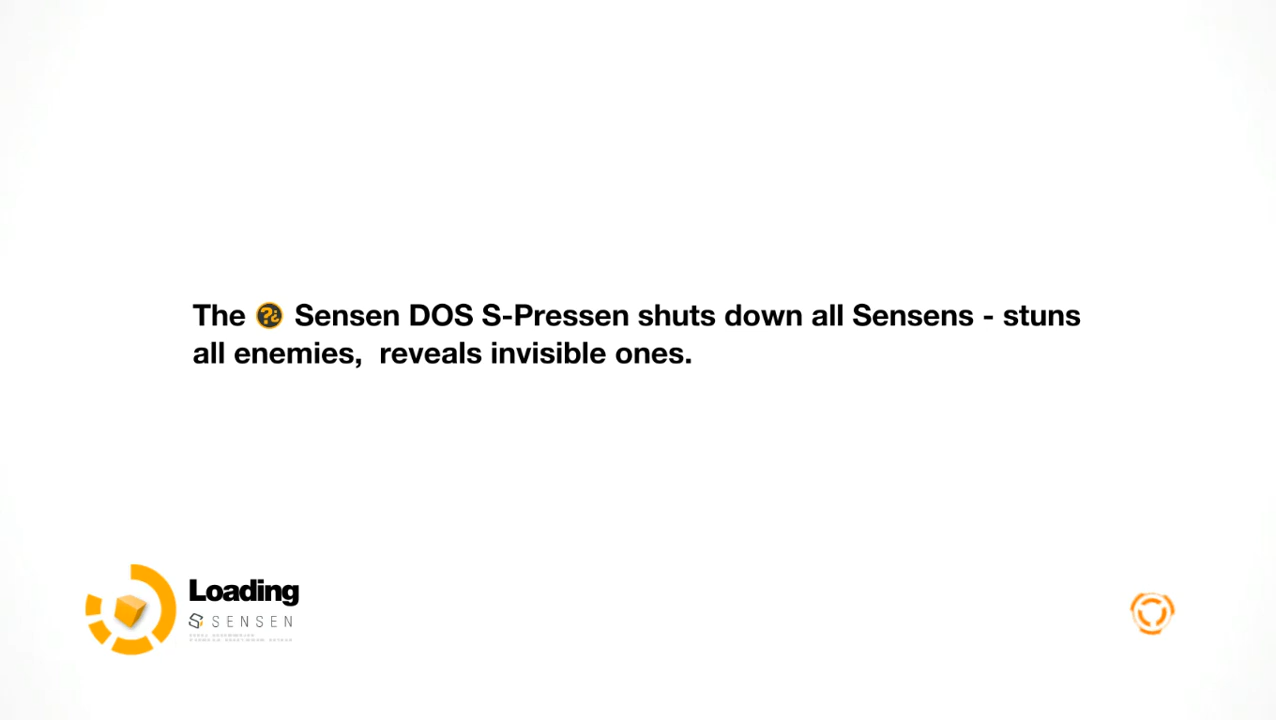 The Sensen DOS S-Pressen shuts down all Sensens - stuns
all enemies,  reveals invisible ones.
Loading
SENSEN